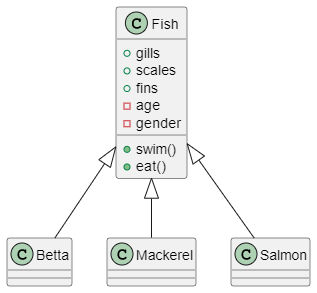 C Fish
gills
scales
fins
age
gender
swim()
eat()
C Betta
C Mackerel
C Salmon